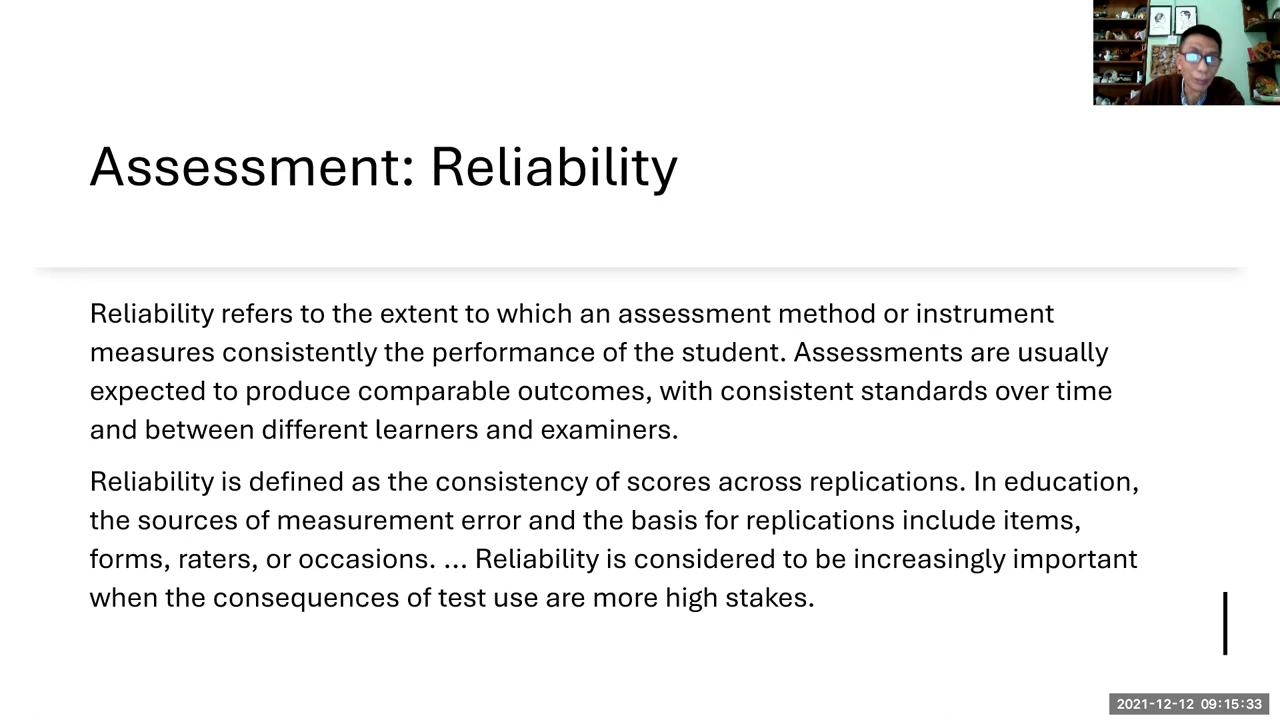 Assessment: Reliability
Reliability refers to the extent to which an assessment method or instrument
measures consistently the performance of the student. Assessments are usually
expected to produce comparable outcomes, with consistent standards over time
and between different learners and examiners.
Reliability is defined as the consistency of scores across replications. In education,
the sources of measurement error and the basis for replications include items,
forms, raters, or occasions. ... Reliability is considered to be increasingly important
when the consequences of test use are more high stakes.
2021-12-12 09:15:33